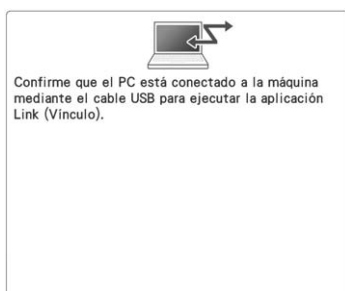 Confirme que el PC está conectado a la máquina
mediante el cable USB para ejecutar la aplicación
Link (Vínculo).